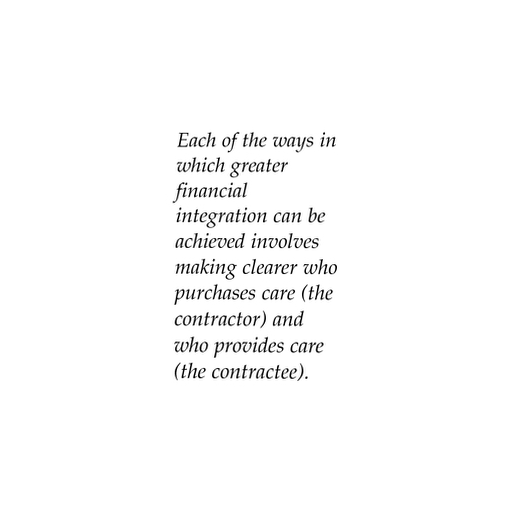 Each of the ways in
which greater
financial
integration can be
achieved involves
making clearer who
purchases care (the
contractor) and
who provides care
(the contractee).